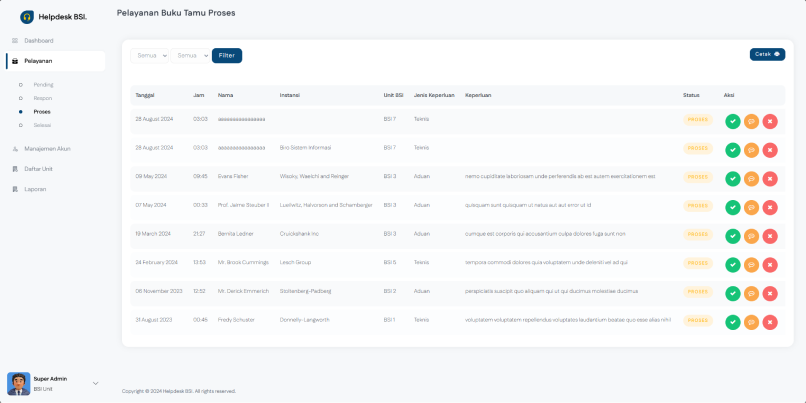 Helpdesk BSI.
Pelayanan Buku Tamu Proses
Dashboard
Pelayanan
Pending
Respon
Proses
Selesai
Manajemen Akun
Daftar Unit
Laporan
Semua Semua Filter
Cetak
Tanggal Jam Nama Instansi Unit BSI Jenis Keperluan Keperluan Status Aksi
28 August 2024 03:03 aaaaaaaaaaaaaaa BSI 7 Teknis PROSES
28 August 2024 03:03 aaaaaaaaaaaaaaa Biro Sistem Informasi BSI 7 Teknis PROSES
09 May 2024 09:45 Evans Fisher Wisoky, Waelchi and Reinger BSI 3 Aduan nemo cupiditate laboriosam unde perferendis ab est autem exercitationem est PROSES
07 May 2024 00:33 Prof. Jaime Steuber II Lueilwitz, Halvorson and Schamberger BSI 3 Aduan quisquam sunt quisquam ut natus aut aut error ut id PROSES
19 March 2024 21:27 Bernita Ledner Cruickshank Inc BSI 3 Aduan cumque est corporis qui accusantium culpa dolores fuga sunt non PROSES
24 February 2024 13:53 Mr. Brock Cummings Lesch Group BSI 5 Teknis tempora commodi dolores quia voluptatem unde deleniti vel ad qui PROSES
08 November 2023 12:52 Mr. Derick Emmerich Stoltenberg-Padberg BSI 2 Aduan perspiciatis suscipit quo aliquam qui ut qui ducimus molestiae ducimus PROSES
31 August 2023 00:45 Fredy Schuster Donnelly-Langworth BSI 1 Teknis voluptatem voluptatem repellendus voluptates laudantium beatae quo esse alias nihil PROSES
Super Admin
BSI Unit
Copyright © 2024 Helpdesk BSI. All rights reserved.